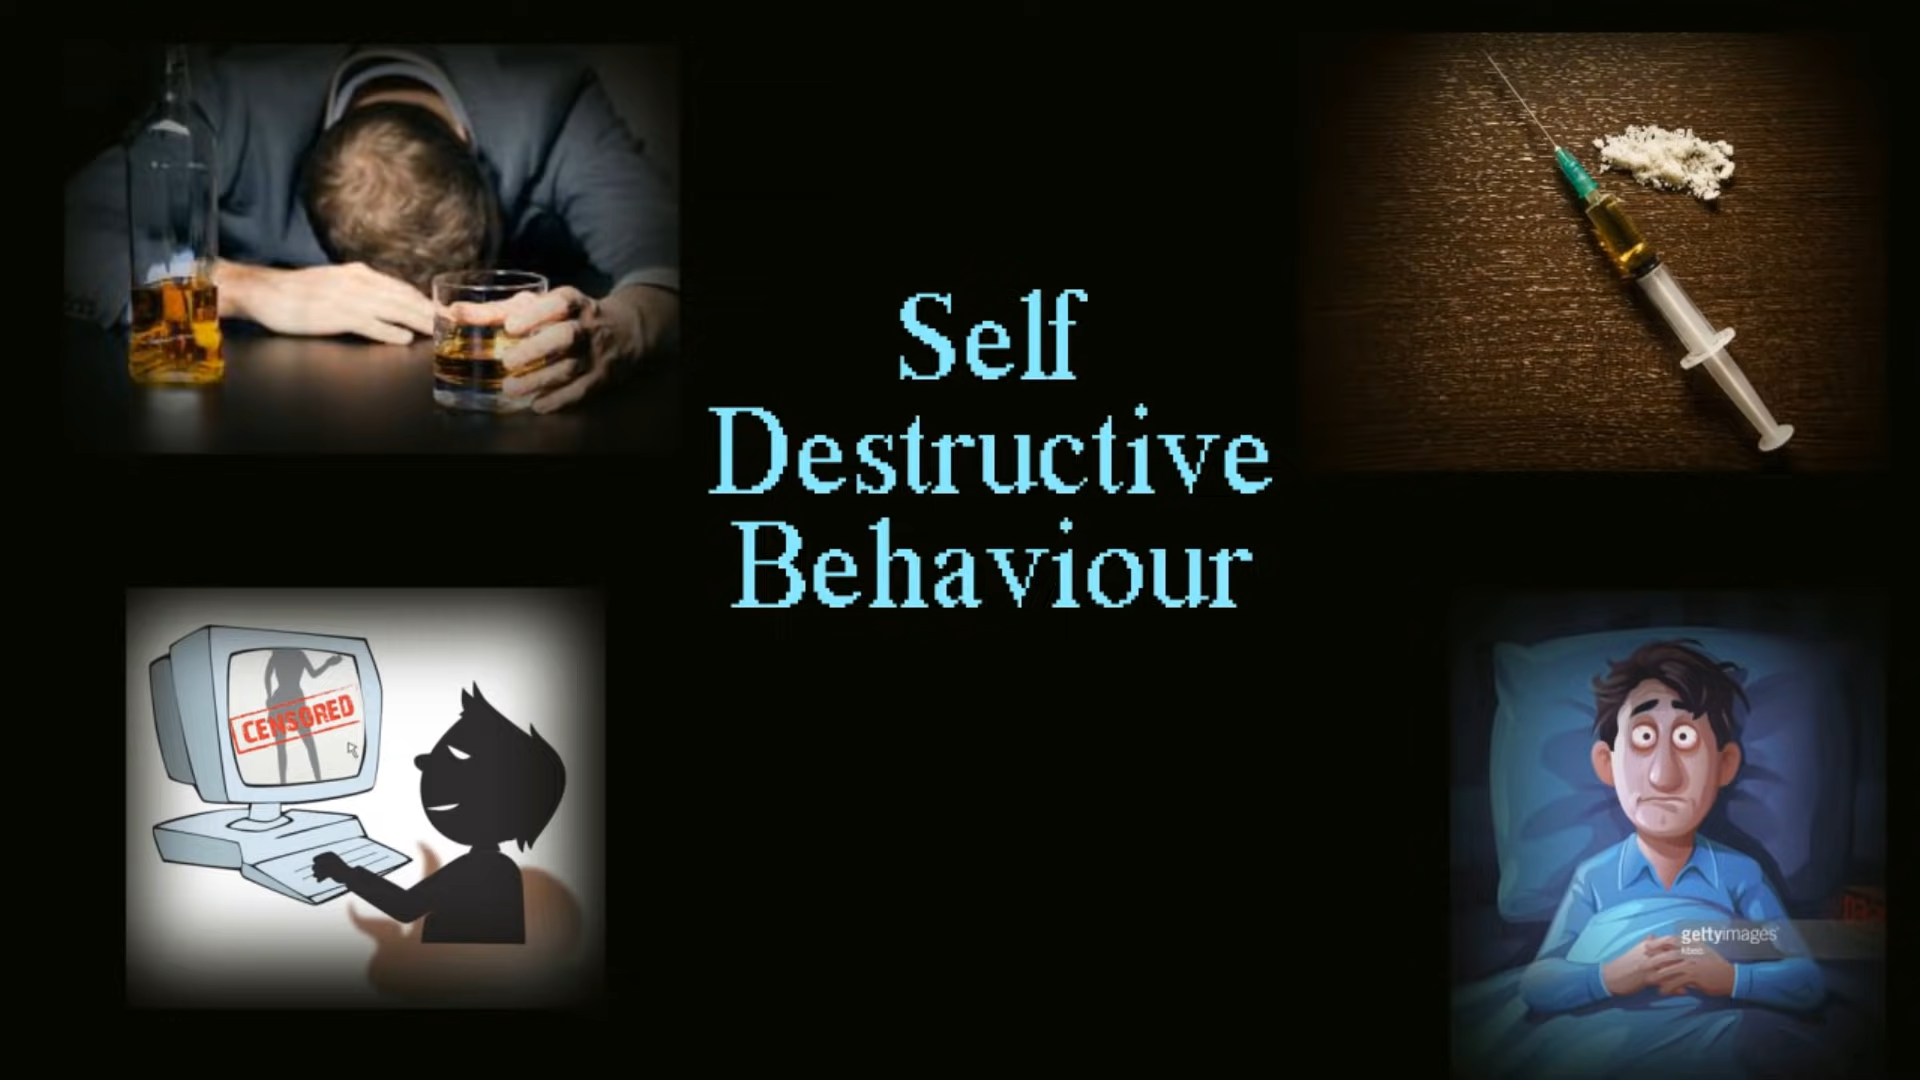 Self
Destructive
Behaviour
CENSORED
gettyimages